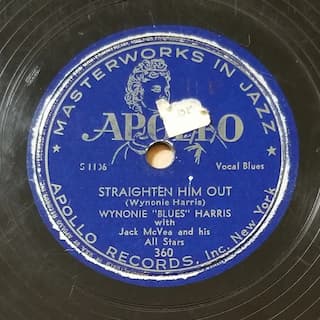 MASTERWORKS IN JAZZ
APOLLO
S 1106 Vocal Blues
STRAIGHTEN HIM OUT
(Wynonie Harris)
WYNONIE "BLUES" HARRIS
with
Jack McVea and his
All Stars
360
APOLLO RECORDS, Inc. New York